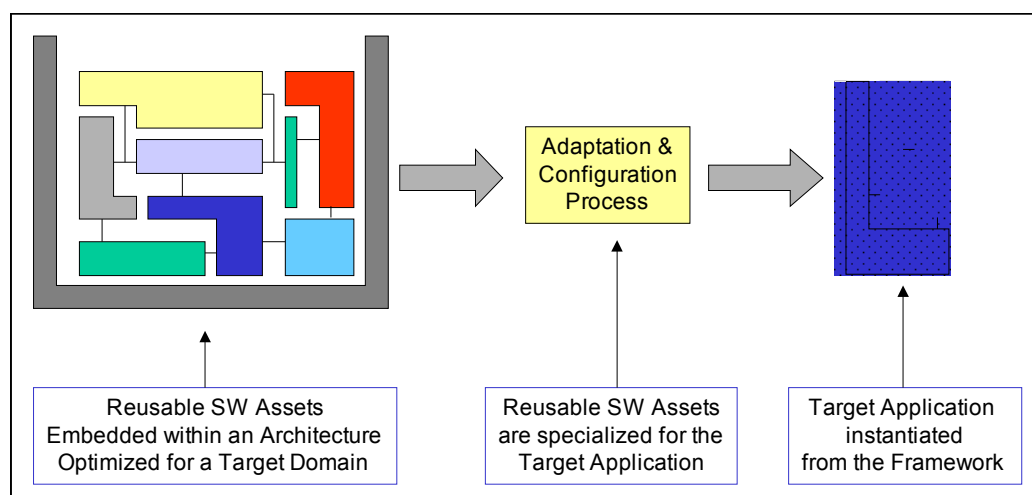 Adaptation &
Configuration
Process
Reusable SW Assets
Embedded within an Architecture
Optimized for a Target Domain
Reusable SW Assets
are specialized for the
Target Application
Target Application
instantiated
from the Framework